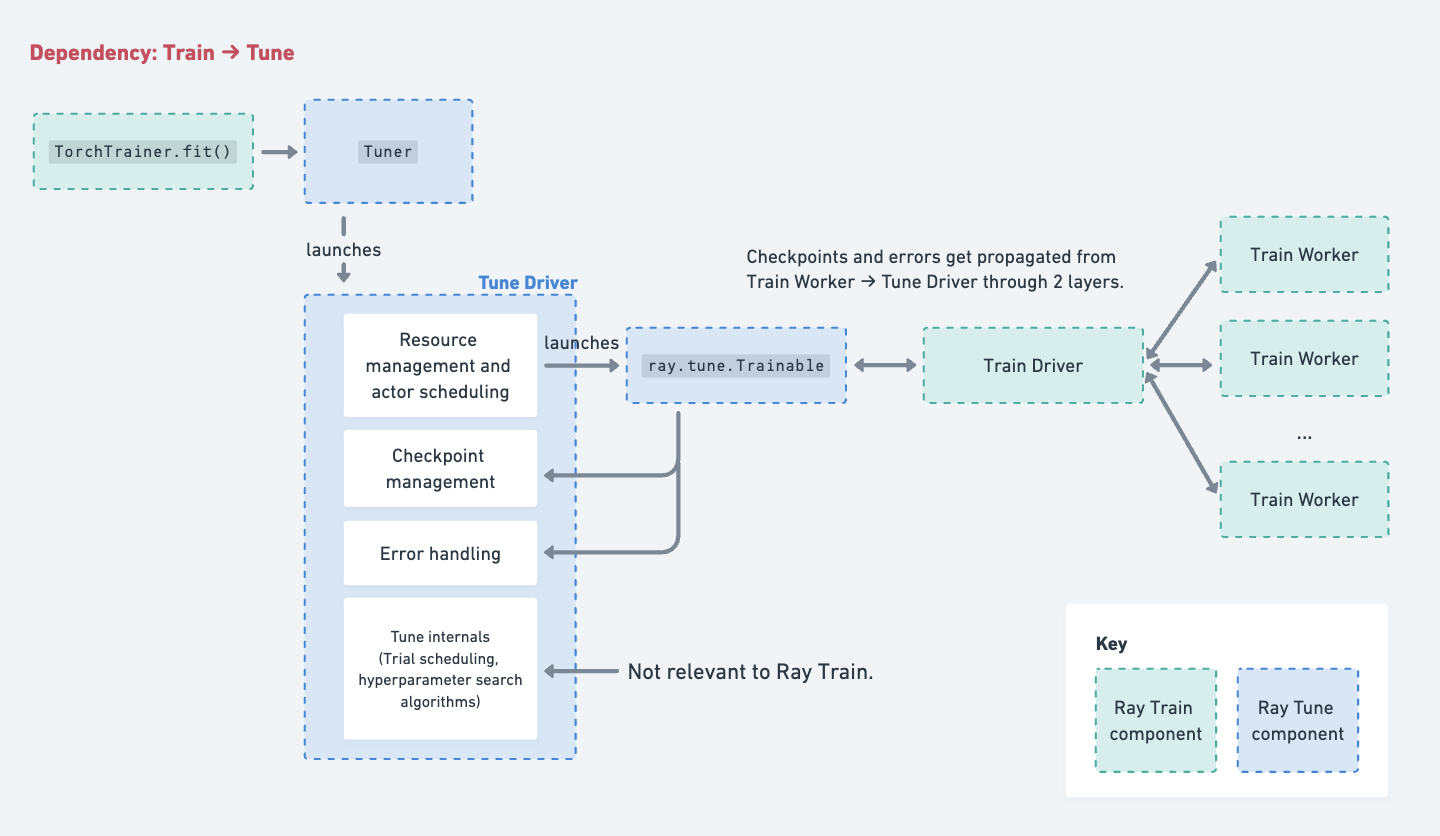 Dependency: Train → Tune
TorchTrainer.fit()
Tuner
launches
Tune Driver
Resource
management and
actor scheduling
launches
ray.tune.Trainable
Checkpoints and errors get propagated from
Train Worker → Tune Driver through 2 layers.
Train Driver
Train Worker
Train Worker
...
Train Worker
Checkpoint
management
Error handling
Tune internals
(Trial scheduling,
hyperparameter search
algorithms)
Not relevant to Ray Train.
Key
Ray Train
component
Ray Tune
component